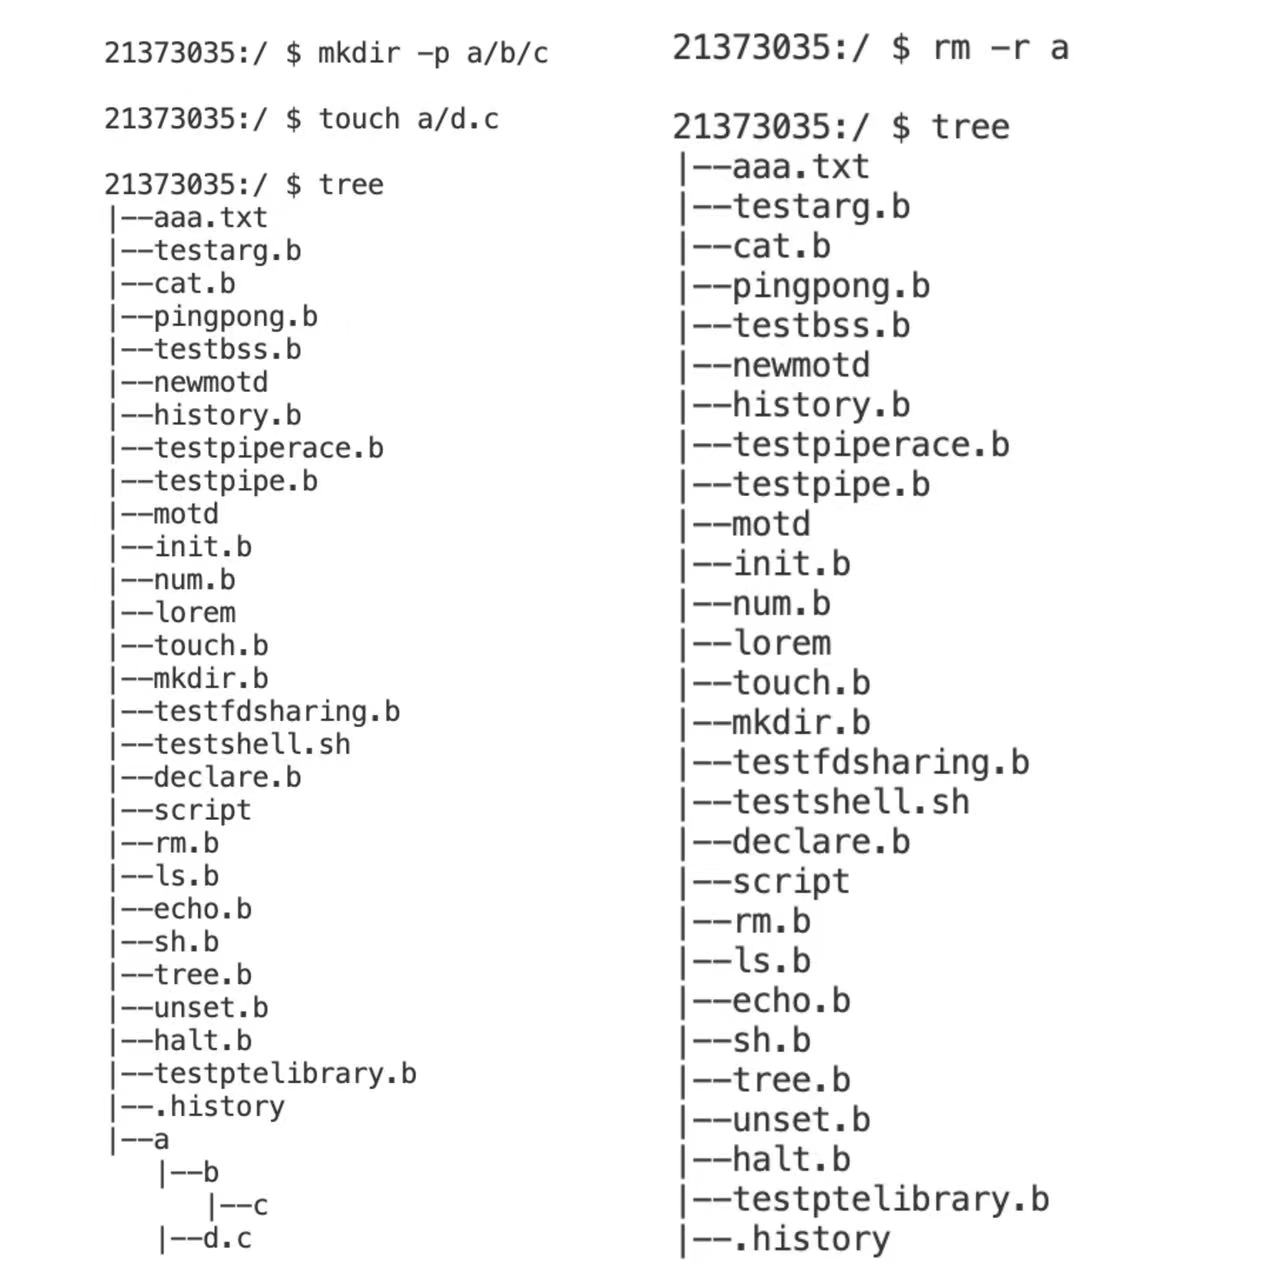 21373035:/ $ mkdir -p a/b/c
21373035:/ $ touch a/d.c
21373035:/ $ tree
|--aaa.txt
|--testarg.b
|--cat.b
|--pingpong.b
|--testbss.b
|--newmotd
|--history.b
|--testpiperace.b
|--testpipe.b
|--motd
|--init.b
|--num.b
|--lorem
|--touch.b
|--mkdir.b
|--testfdsharing.b
|--testshell.sh
|--declare.b
|--script
|--rm.b
|--ls.b
|--echo.b
|--sh.b
|--tree.b
|--unset.b
|--halt.b
|--testptelibrary.b
|--.history
|--a
   |--b
      |--c
   |--d.c
21373035:/ $ rm -r a
21373035:/ $ tree
|--aaa.txt
|--testarg.b
|--cat.b
|--pingpong.b
|--testbss.b
|--newmotd
|--history.b
|--testpiperace.b
|--testpipe.b
|--motd
|--init.b
|--num.b
|--lorem
|--touch.b
|--mkdir.b
|--testfdsharing.b
|--testshell.sh
|--declare.b
|--script
|--rm.b
|--ls.b
|--echo.b
|--sh.b
|--tree.b
|--unset.b
|--halt.b
|--testptelibrary.b
|--.history